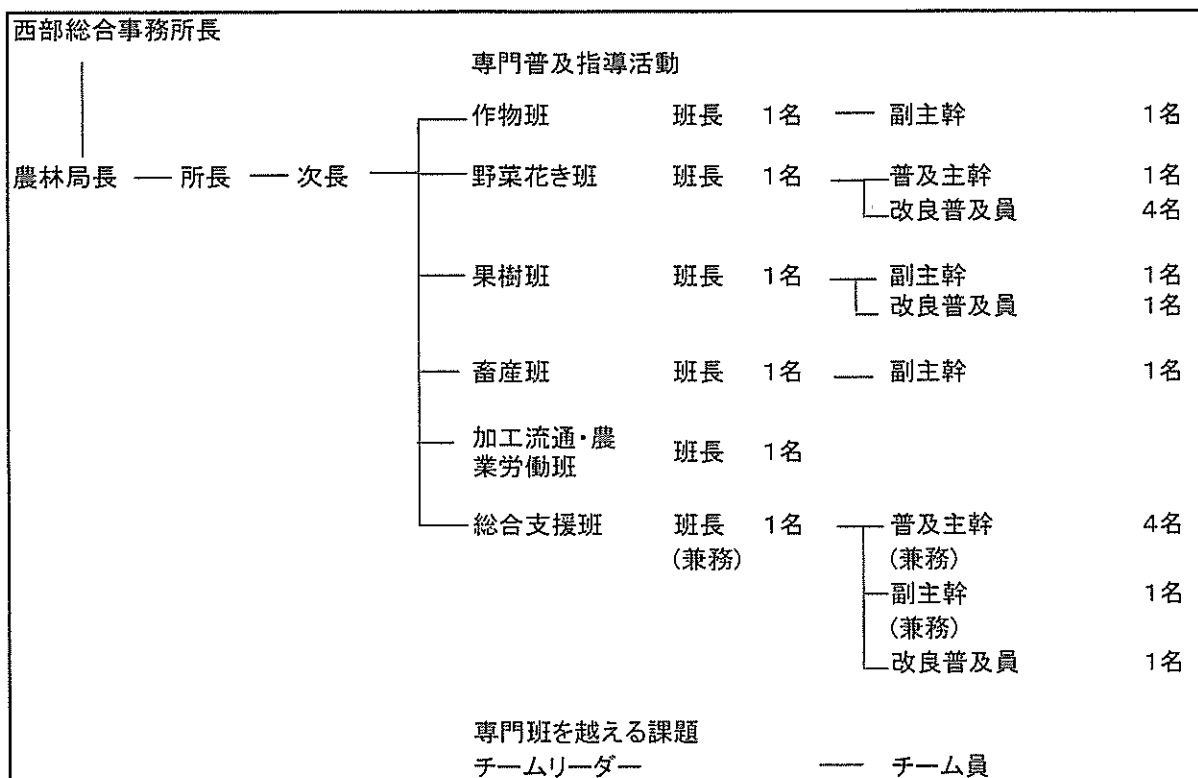 西部総合事務所長
専門普及指導活動
作物班 班長 1名 副主幹 1名
農林局長 所長 次長 野菜花き班 班長 1名 普及主幹 1名
改良普及員 4名
果樹班 班長 1名 副主幹 1名
改良普及員 1名
畜産班 班長 1名 副主幹 1名
加工流通・農
業労働班 班長 1名
総合支援班 班長 1名 普及主幹 4名
(兼務) (兼務)
副主幹 1名
(兼務)
改良普及員 1名
専門班を越える課題
チームリーダー チーム員